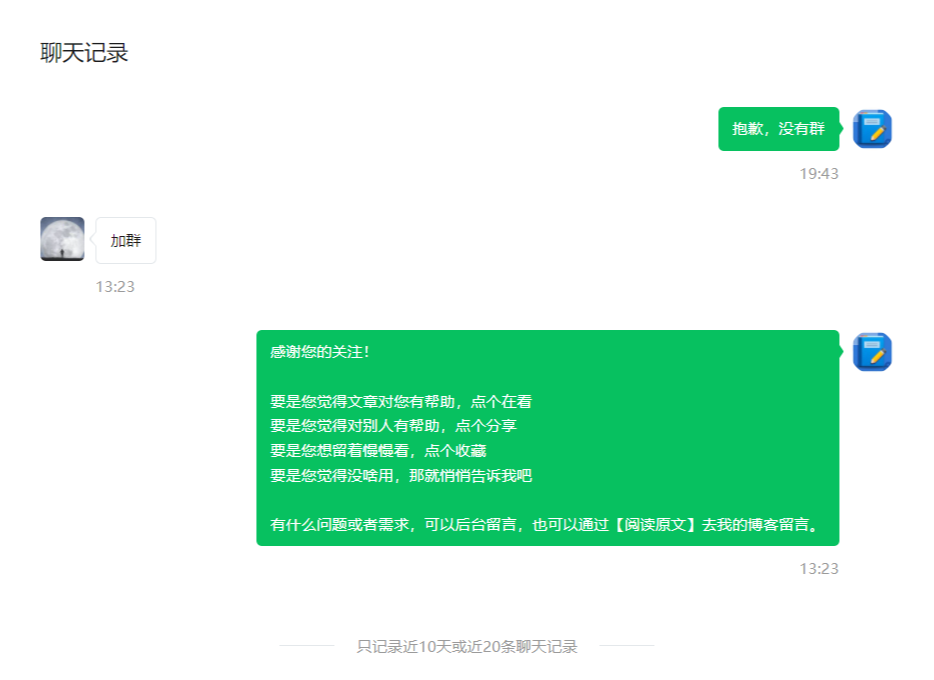 聊天记录
抱歉，没有群
19:43
加群
13:23
感谢您的关注！
要是您觉得文章对您有帮助，点个在看
要是您觉得对别人有帮助，点个分享
要是您想留着慢慢看，点个收藏
要是您觉得没啥用，那就悄悄告诉我吧
有什么问题或者需求，可以后台留言，也可以通过【阅读原文】去我的博客留言。
13:23
只记录近10天或近20条聊天记录